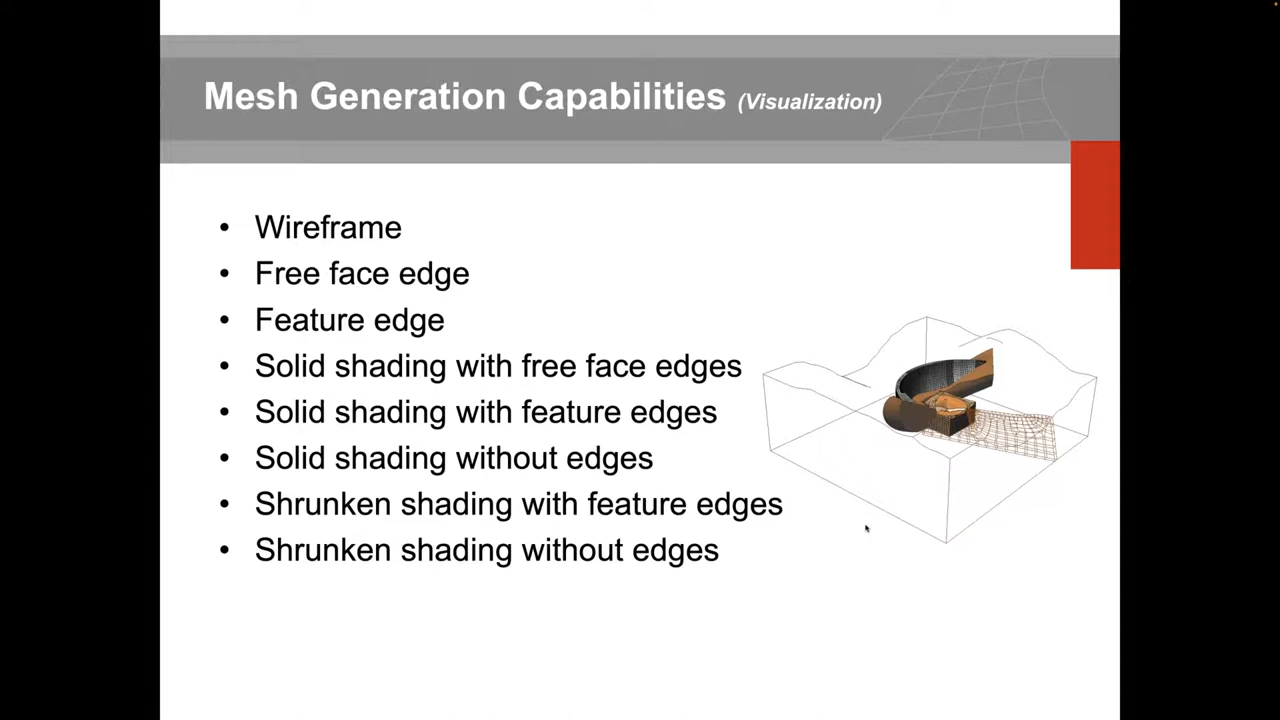 Mesh Generation Capabilities (Visualization)
• Wireframe
• Free face edge
• Feature edge
• Solid shading with free face edges
• Solid shading with feature edges
• Solid shading without edges
• Shrunken shading with feature edges
• Shrunken shading without edges